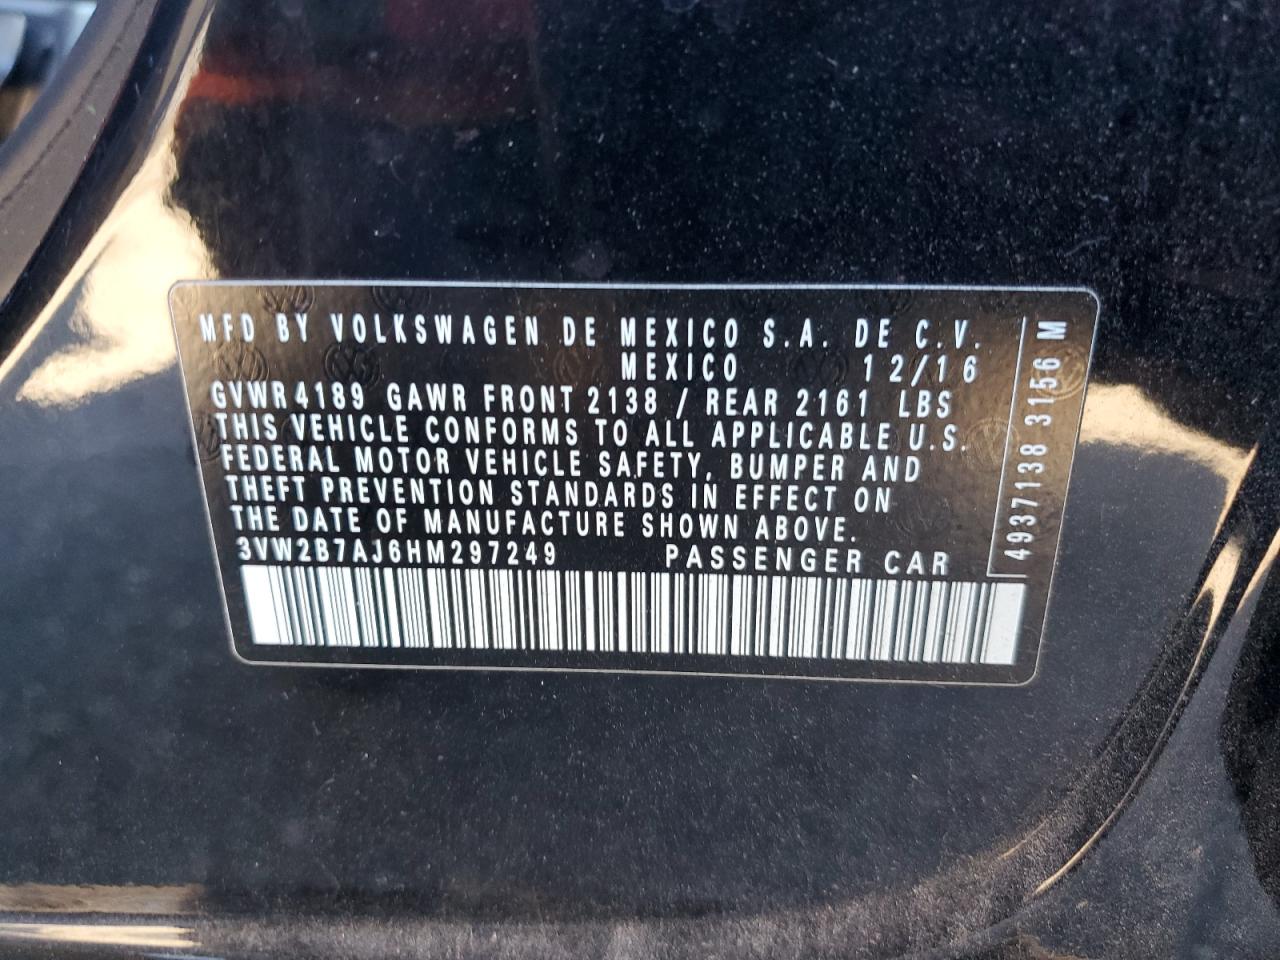 MFD BY VOLKSWAGEN DE MEXICO S.A. DE C.V.
MEXICO 12/16
GVWR4189 GAWR FRONT 2138 / REAR 2161 LBS
THIS VEHICLE CONFORMS TO ALL APPLICABLE U.S.
FEDERAL MOTOR VEHICLE SAFETY, BUMPER AND
THEFT PREVENTION STANDARDS IN EFFECT ON
THE DATE OF MANUFACTURE SHOWN ABOVE.
3VW2B7AJ6HM297249 PASSENGER CAR
4937138 3156 M